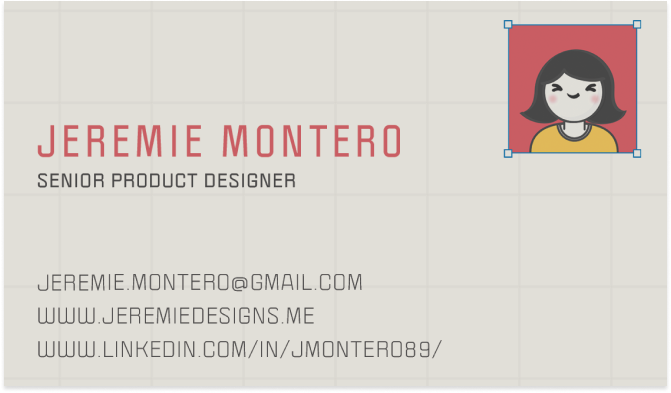 JEREMIE MONTERO
SENIOR PRODUCT DESIGNER
JEREMIE.MONTERO@GMAIL.COM
WWW.JEREMIEDESIGNS.ME
WWW.LINKEDIN.COM/IN/JMONTERO89/